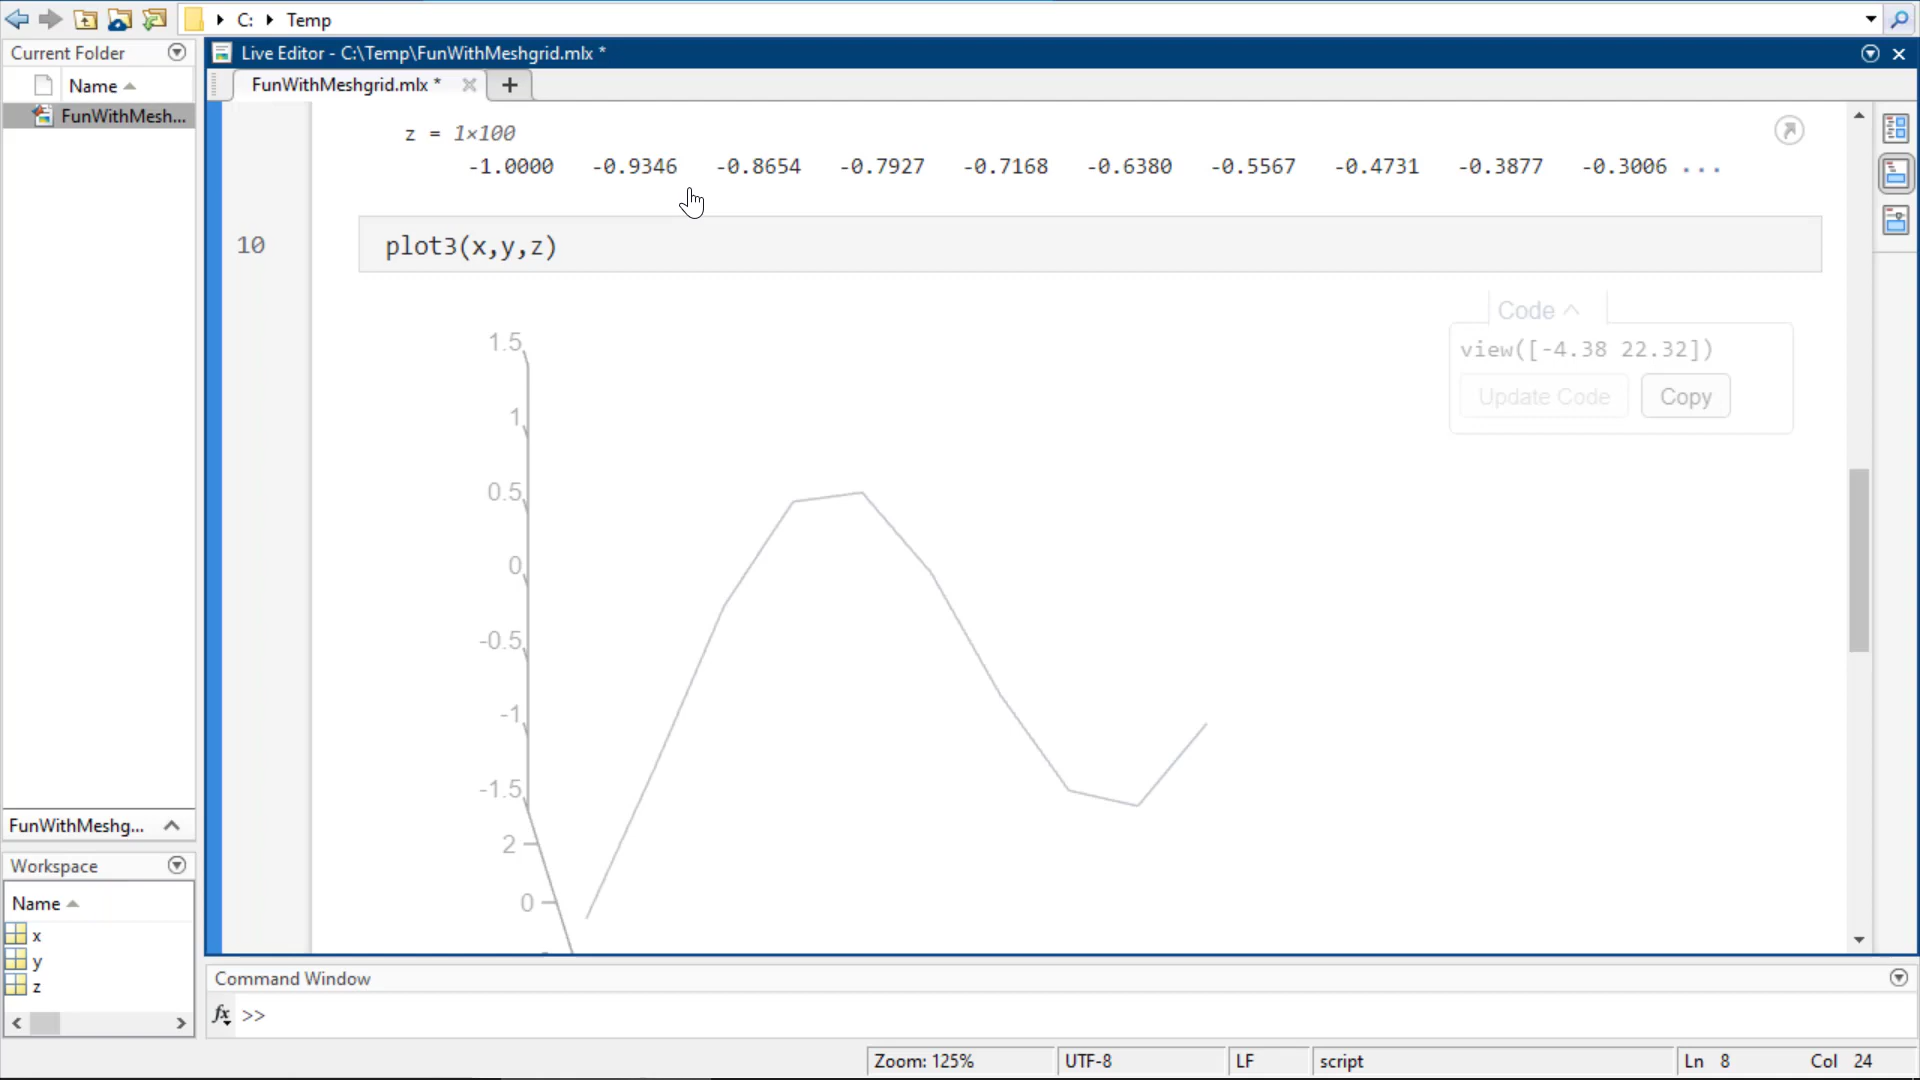 C: Temp
Current Folder
Live Editor - C:\Temp\FunWithMeshgrid.mlx *
Name
FunWithMeshgrid.mlx * +
FunWithMesh...
z = 1×100
-1.0000 -0.9346 -0.8654 -0.7927 -0.7168 -0.6380 -0.5567 -0.4731 -0.3877 -0.3006 ...
10 plot3(x,y,z)
Code
view([-4.38 22.32])
Update Code Copy
1.5
1
0.5
0
-0.5
-1
-1.5
2
0
FunWithMeshg...
Workspace
Name
x
y
z
Command Window
fx >>
Zoom: 125% UTF-8 LF script Ln 8 Col 24